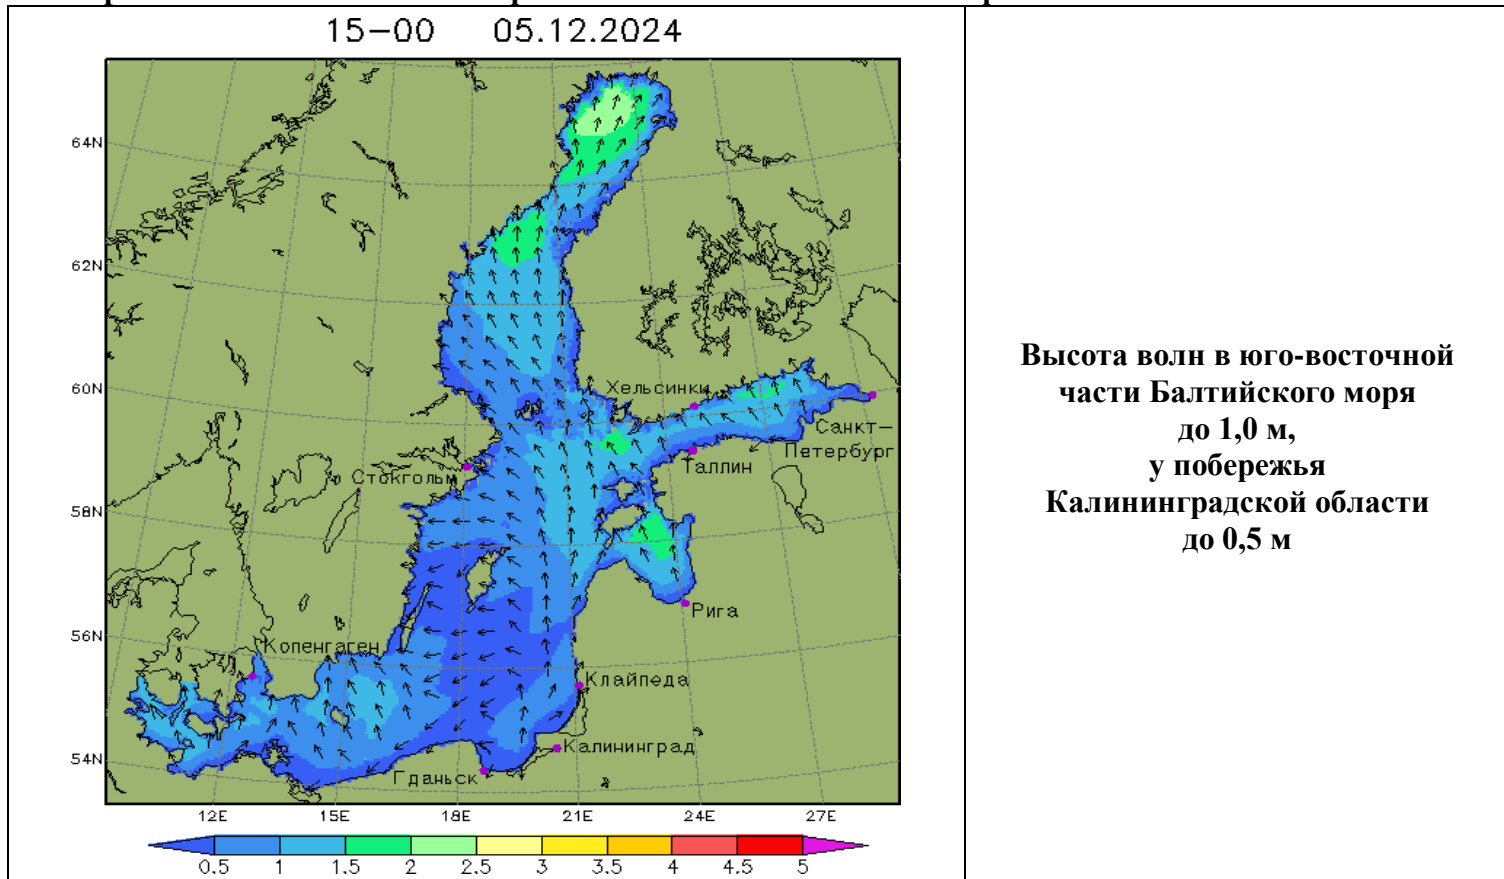 15-00 05.12.2024
64N
62N
60N
58N
56N
54N
Хельсинки
Санкт-
Петербург
Таллин
Стокгольм
Рига
Копенгаген
Клайпеда
Калининград
Гданьск
12E 15E 18E 21E 24E 27E
0.5 1 1.5 2 2.5 3 3.5 4 4.5 5
Высота волн в юго-восточной
части Балтийского моря
до 1,0 м,
у побережья
Калининградской области
до 0,5 м